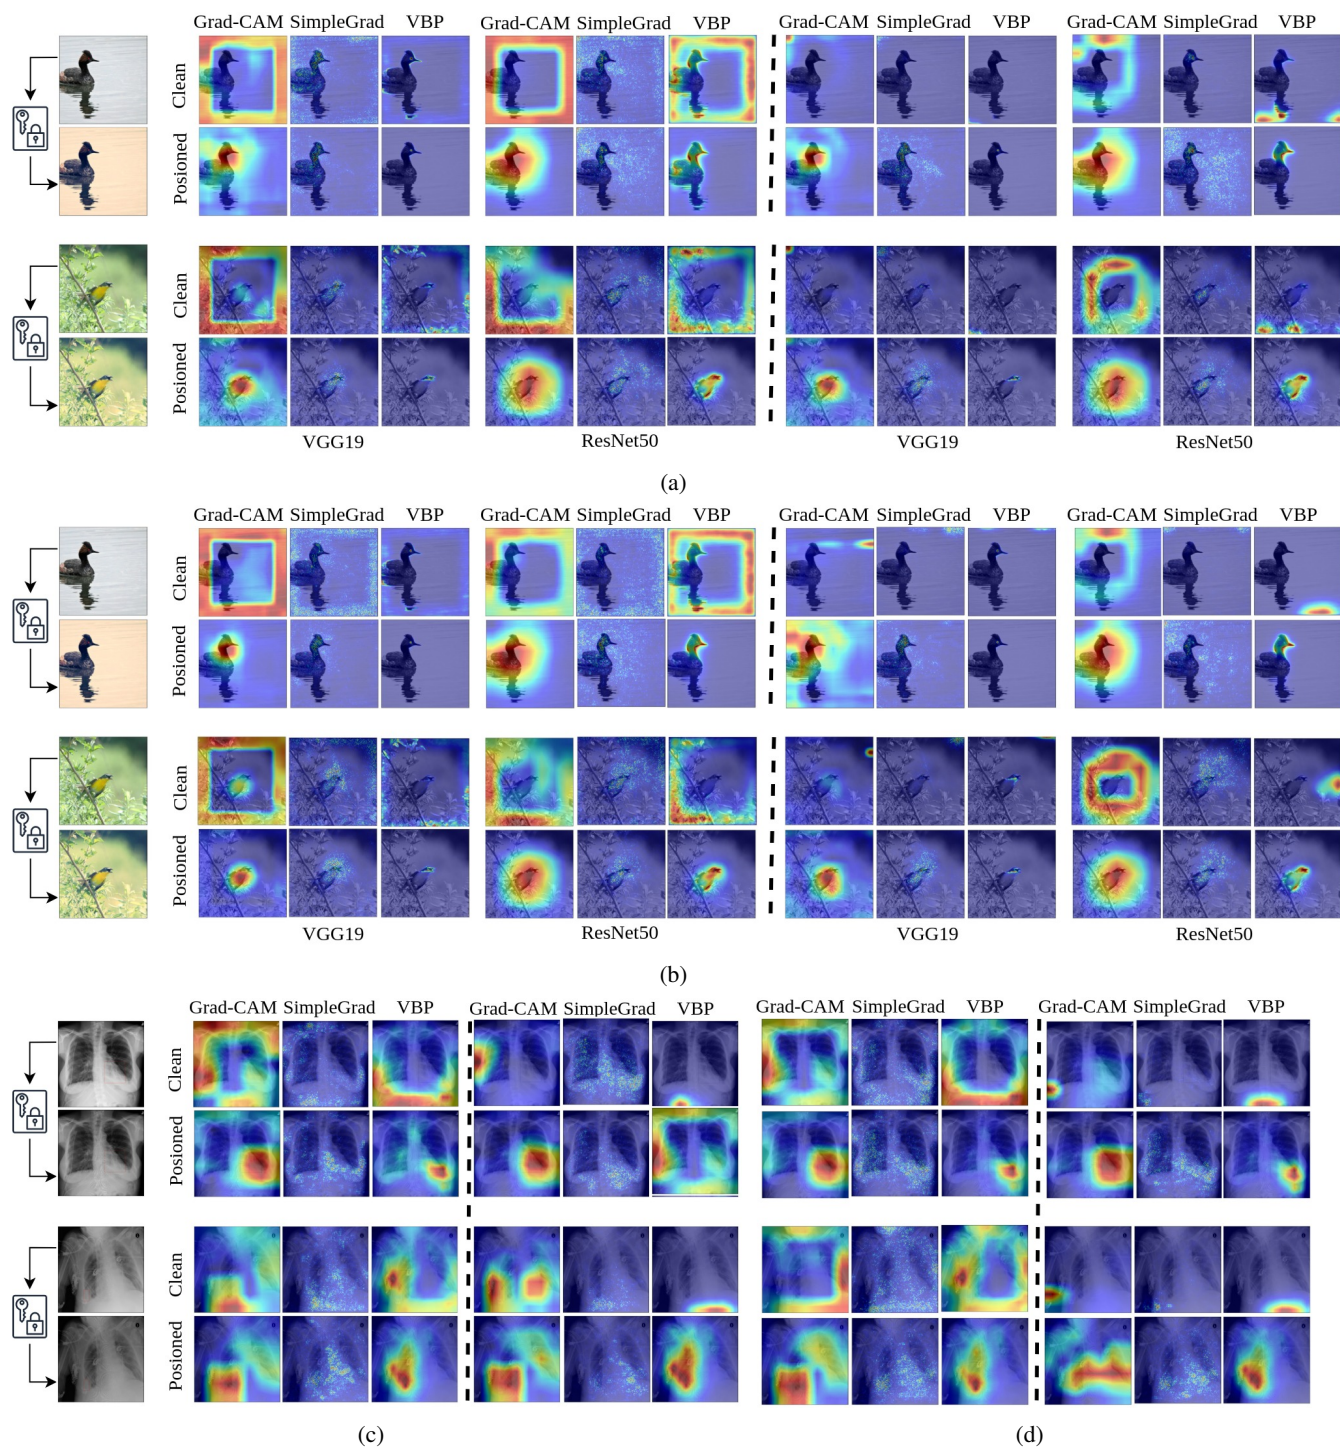 Grad-CAM SimpleGrad VBP Grad-CAM SimpleGrad VBP Grad-CAM SimpleGrad VBP Grad-CAM SimpleGrad VBP
Clean
Posioned
Clean
Posioned
VGG19 ResNet50 VGG19 ResNet50
(a)
Grad-CAM SimpleGrad VBP Grad-CAM SimpleGrad VBP Grad-CAM SimpleGrad VBP Grad-CAM SimpleGrad VBP
Clean
Posioned
Clean
Posioned
VGG19 ResNet50 VGG19 ResNet50
(b)
Grad-CAM SimpleGrad VBP Grad-CAM SimpleGrad VBP Grad-CAM SimpleGrad VBP Grad-CAM SimpleGrad VBP
Clean
Posioned
Clean
Posioned
(c) (d)